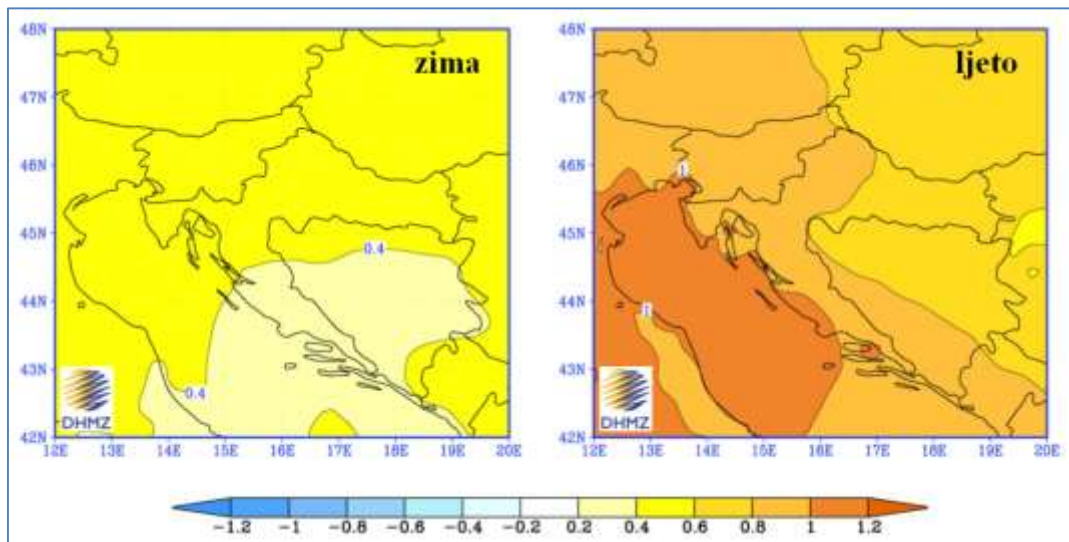 48N
zima
47N
46N
45N
0.4
44N
43N
0.4
DHMZ
42N
12E 13E 14E 15E 16E 17E 18E 19E 20E
48N
ljeto
47N
46N
1
45N
44N
1
43N
DHMZ
42N
12E 13E 14E 15E 16E 17E 18E 19E 20E
-1.2 -1 -0.8 -0.6 -0.4 -0.2 0.2 0.4 0.6 0.8 1 1.2